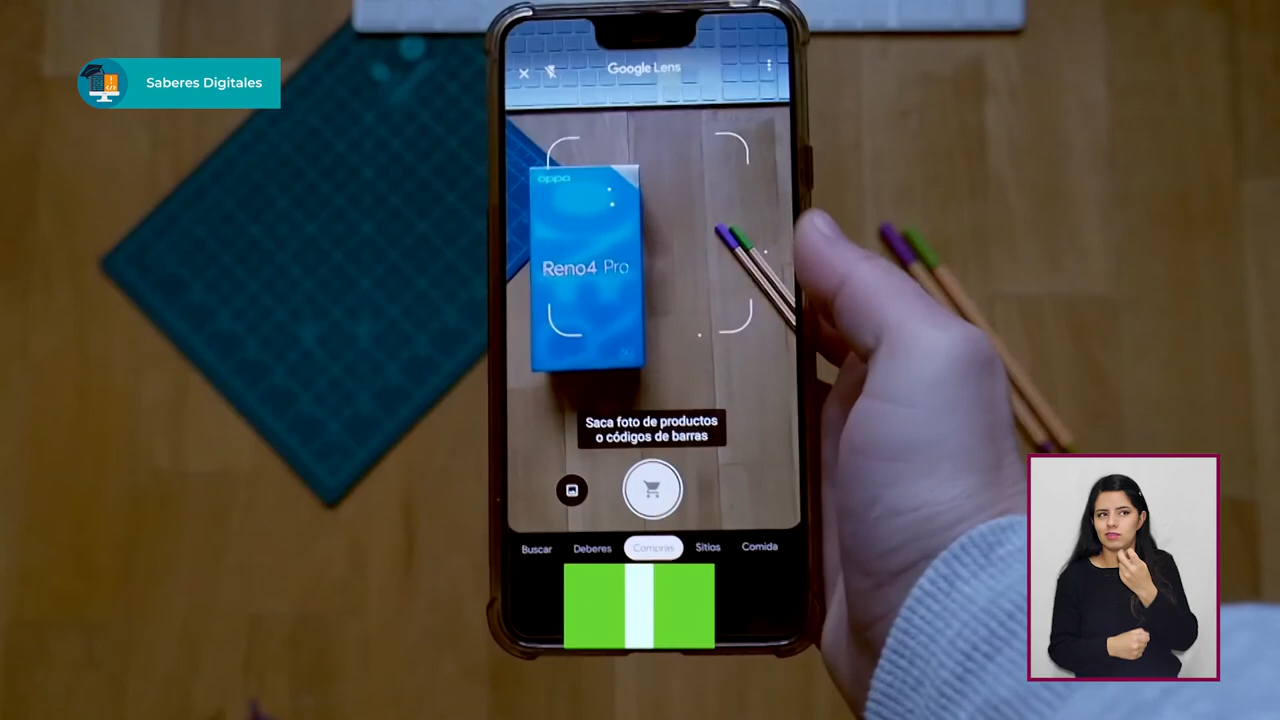 Saberes Digitales
Google Lens
oppo
Reno4 Pro
Saca foto de productos
o códigos de barras
Buscar
Deberes
Compras
Sitios
Comida